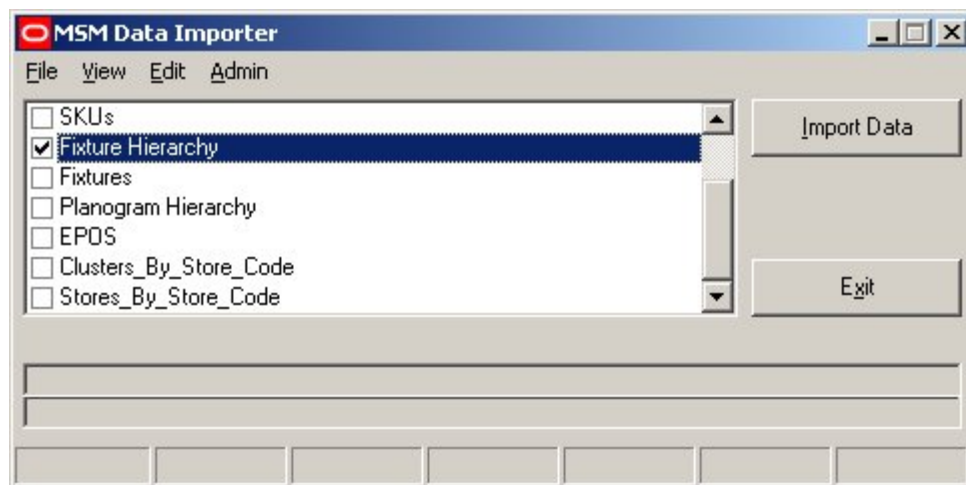 MSM Data Importer
File View Edit Admin
SKUs
Fixture Hierarchy
Fixtures
Planogram Hierarchy
EPOS
Clusters_By_Store_Code
Stores_By_Store_Code
Import Data
Exit